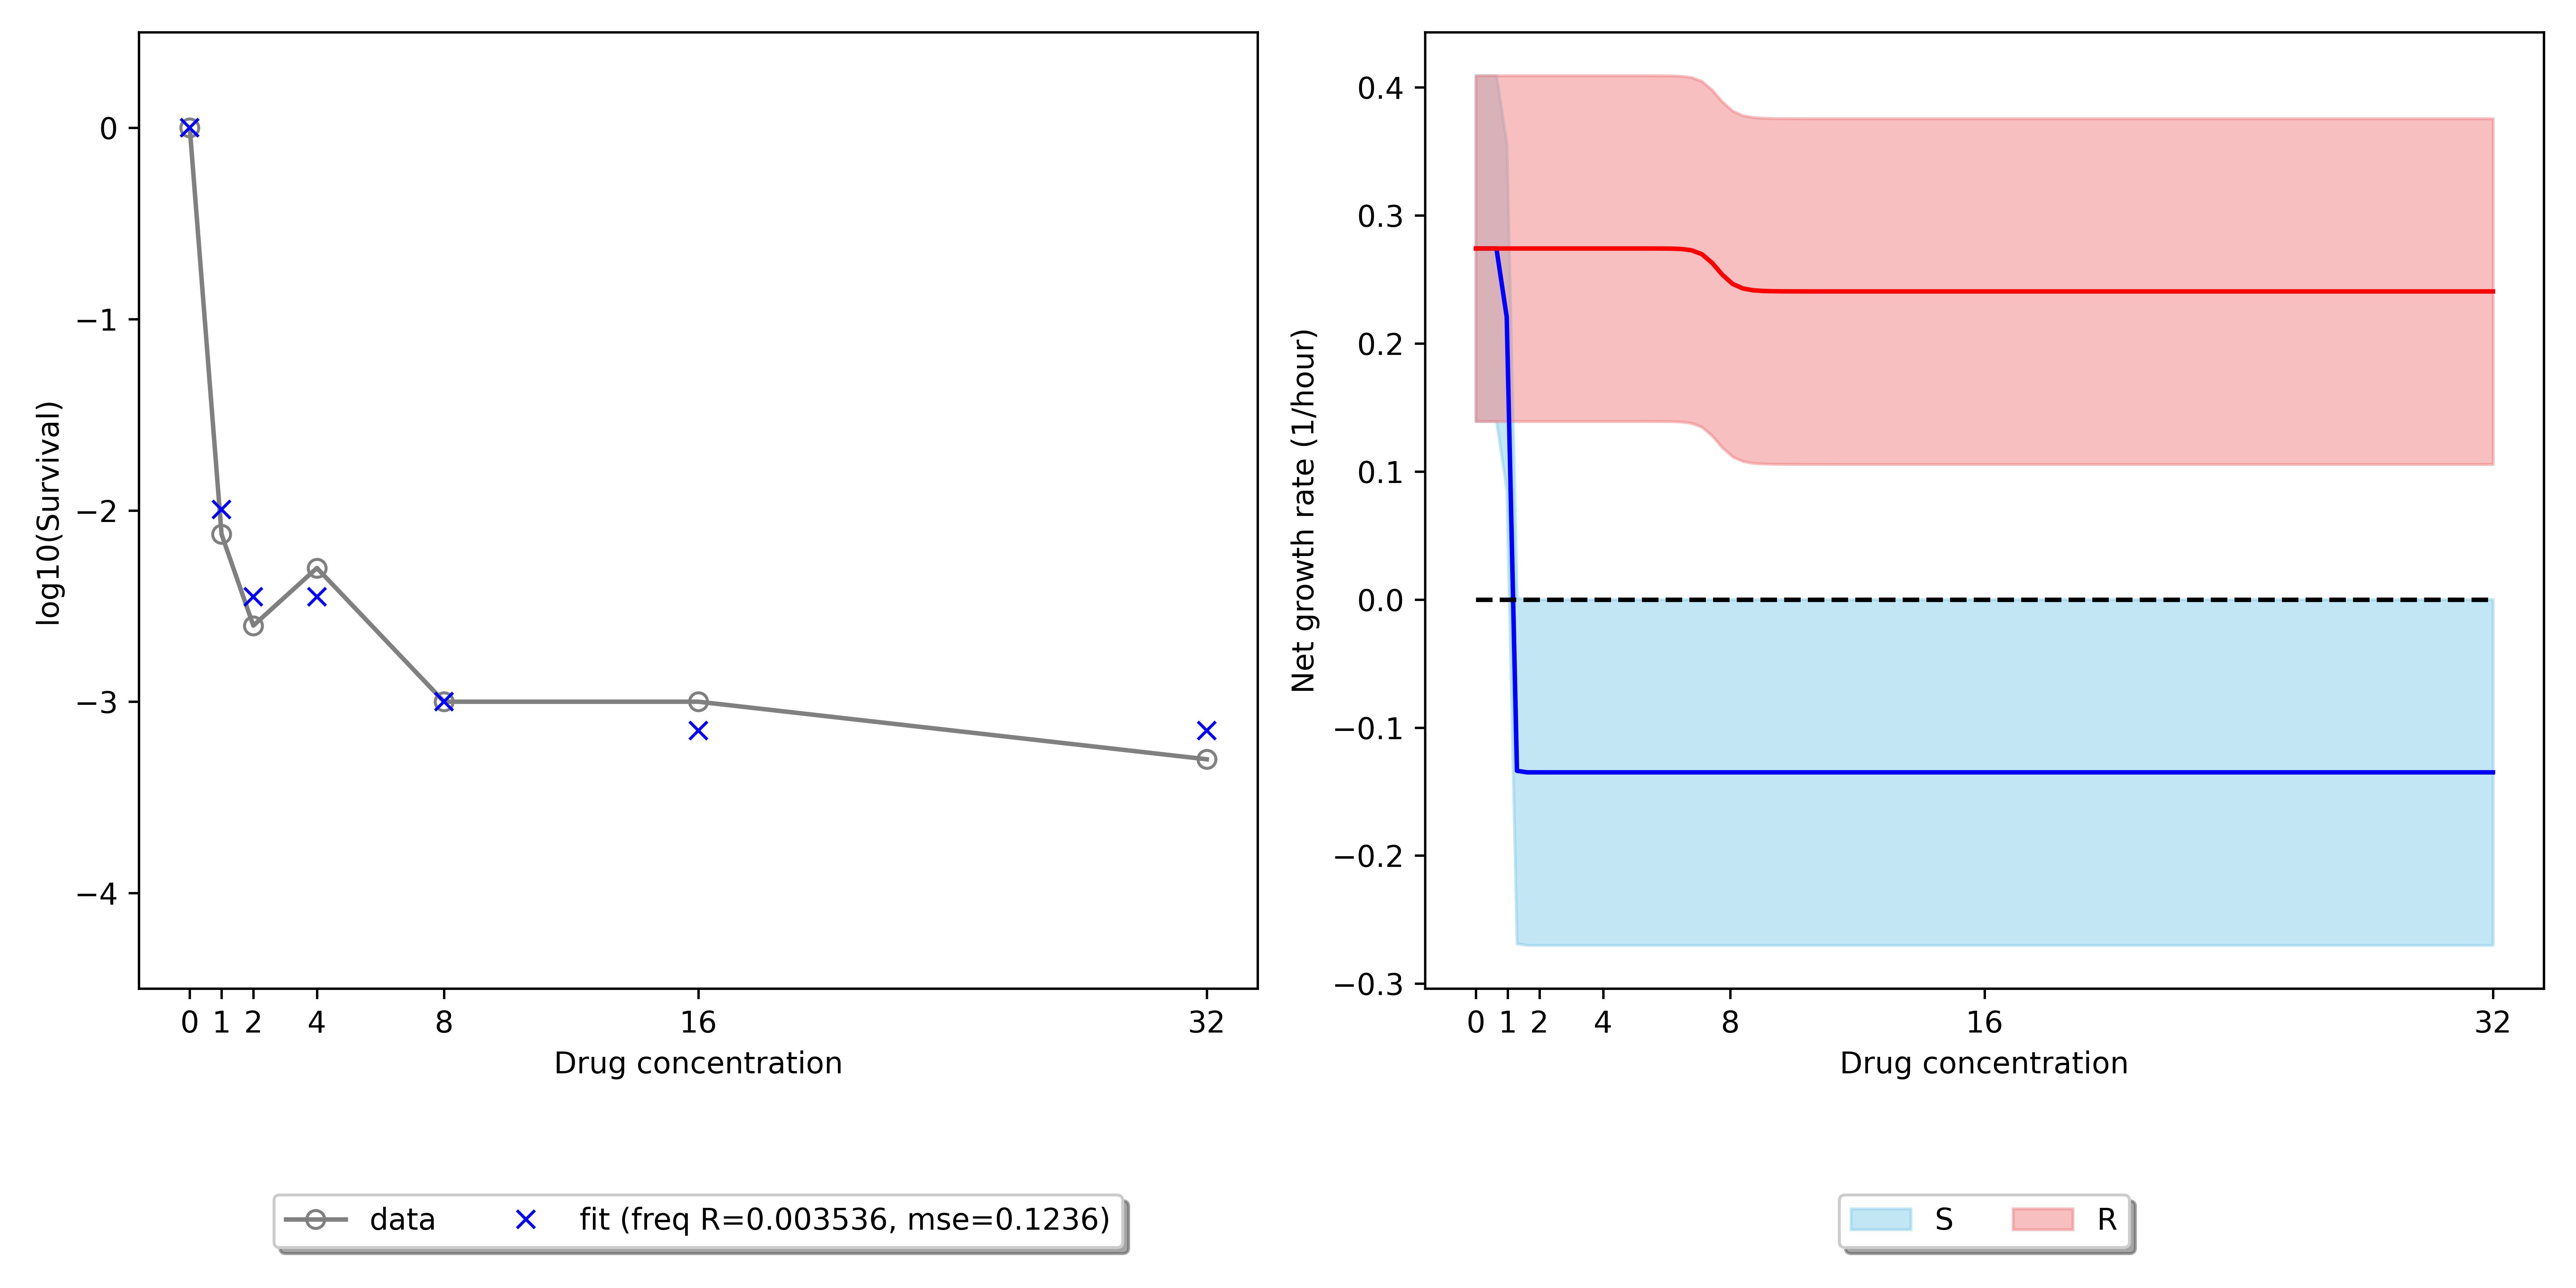 0
−1
−2
−3
−4
log10(Survival)
0 1 2 4 8 16 32
Drug concentration
data fit (freq R=0.003536, mse=0.1236)
0.4
0.3
0.2
0.1
0.0
−0.1
−0.2
−0.3
Net growth rate (1/hour)
0 1 2 4 8 16 32
Drug concentration
S R